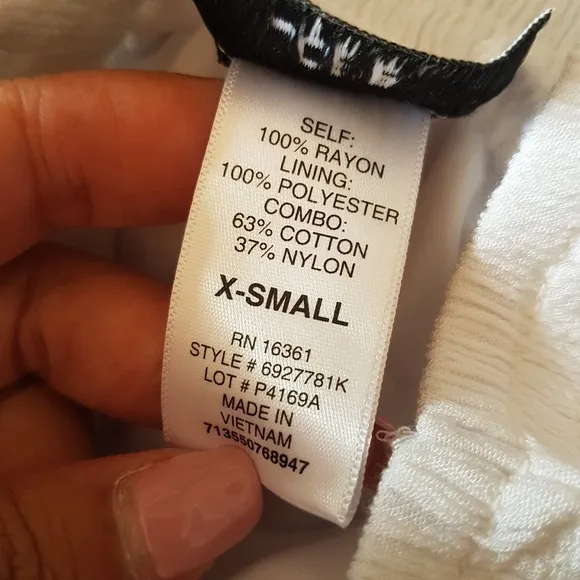 SELF:
100% RAYON
LINING:
100% POLYESTER
COMBO:
63% COTTON
37% NYLON
X-SMALL
RN 16361
STYLE # 6927781K
LOT # P4169A
MADE IN
VIETNAM
713550768947